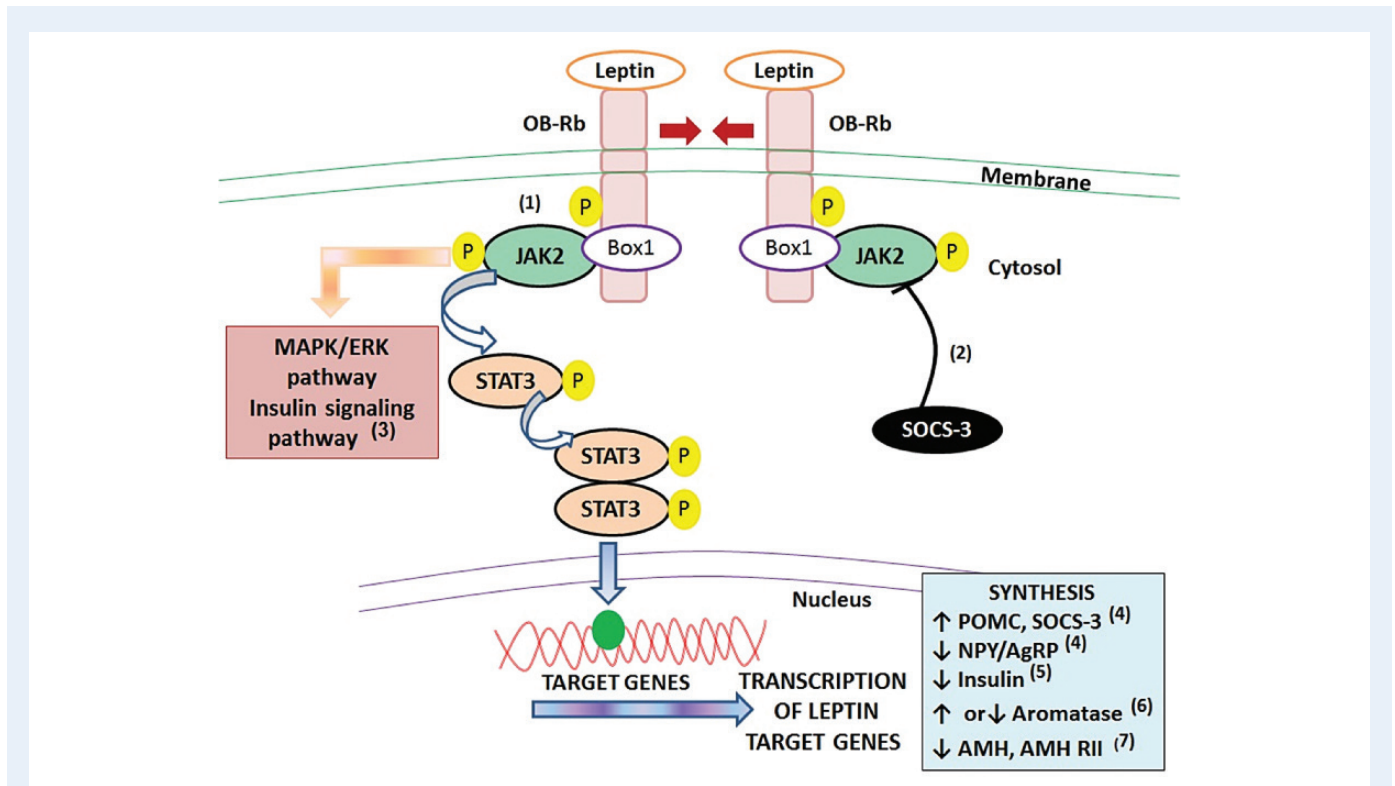 Leptin
Leptin
OB-Rb
OB-Rb
Membrane
(1)
P
P
P
JAK2
Box1
Box1
JAK2
P
Cytosol
MAPK/ERK
pathway
Insulin signaling
pathway (3)
STAT3
P
(2)
SOCS-3
STAT3
P
STAT3
P
Nucleus
TARGET GENES
TRANSCRIPTION
OF LEPTIN
TARGET GENES
SYNTHESIS
↑ POMC, SOCS-3 (4)
↓ NPY/AgRP (4)
↓ Insulin (5)
↑ or↓ Aromatase (6)
↓ AMH, AMH RII (7)